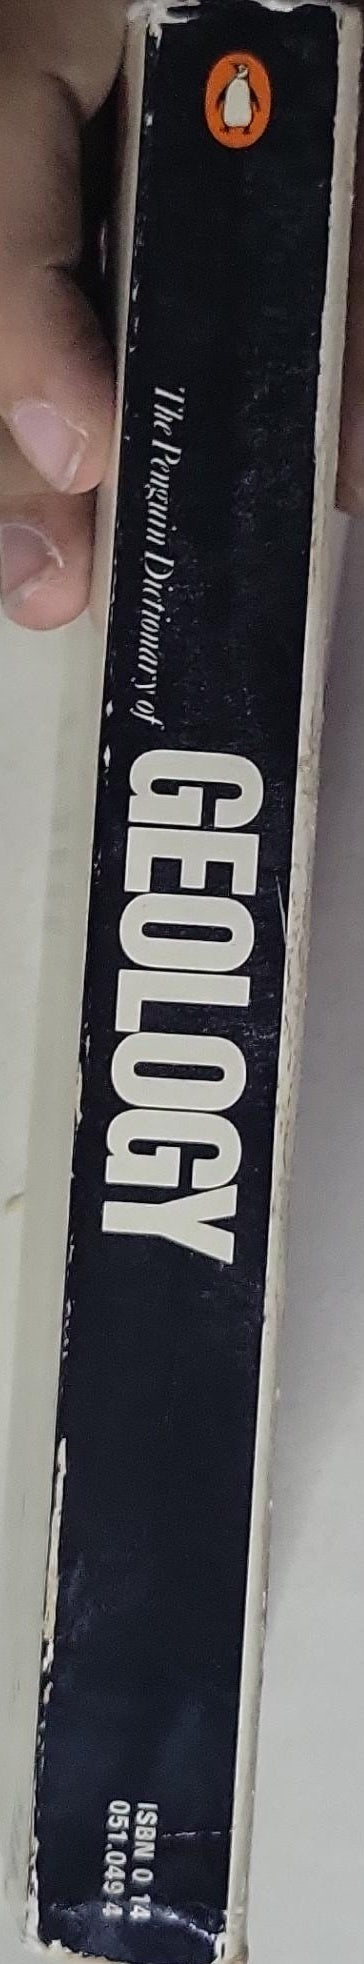 The Penguin Dictionary of
GEOLOGY
ISBN 0 14
051.049 4